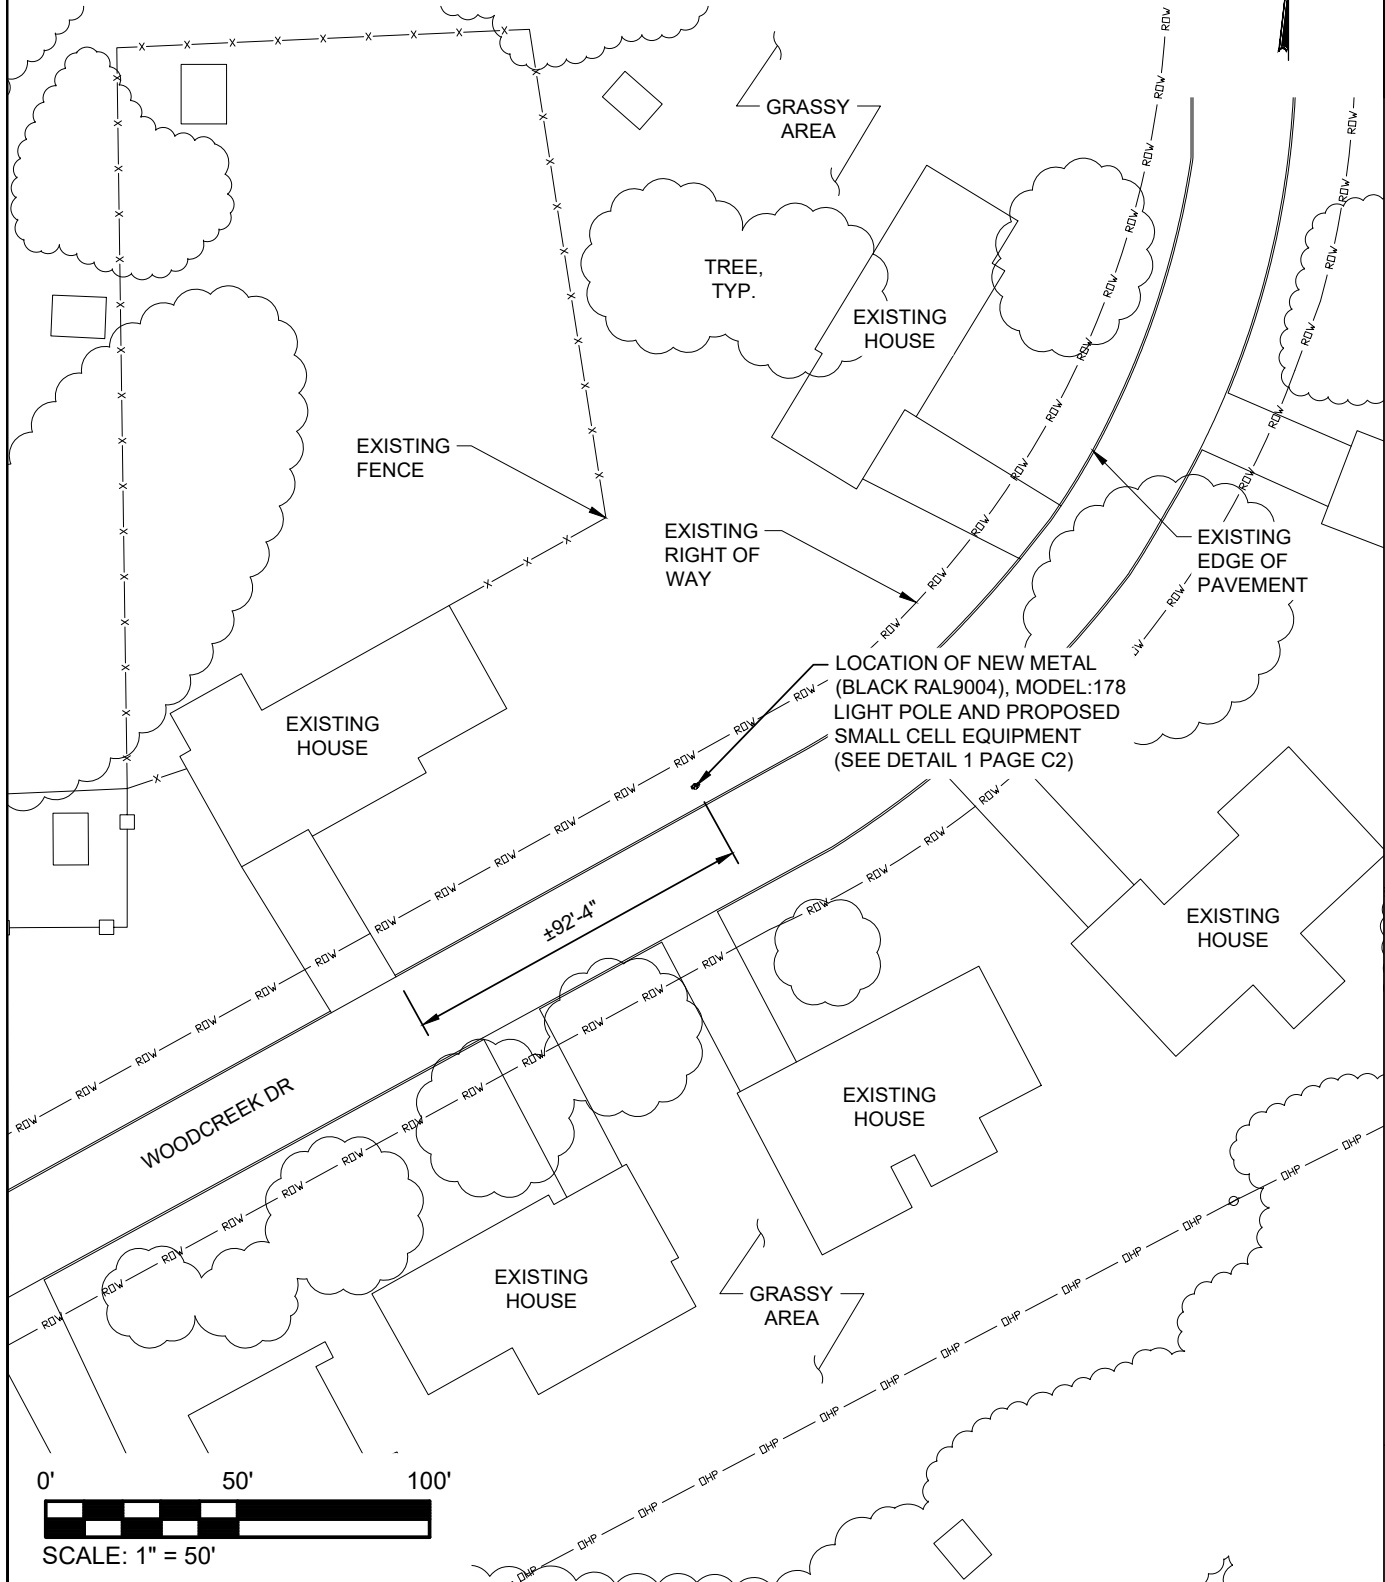 GRASSY
AREA
TREE,
TYP.
EXISTING
HOUSE
EXISTING
FENCE
EXISTING
RIGHT OF
WAY
EXISTING
EDGE OF
PAVEMENT
LOCATION OF NEW METAL
(BLACK RAL9004), MODEL:178
LIGHT POLE AND PROPOSED
SMALL CELL EQUIPMENT
(SEE DETAIL 1 PAGE C2)
EXISTING
HOUSE
±92'-4"
EXISTING
HOUSE
WOODCREEK DR
EXISTING
HOUSE
EXISTING
HOUSE
GRASSY
AREA
ROW
OHP
0' 50' 100'
SCALE: 1" = 50'